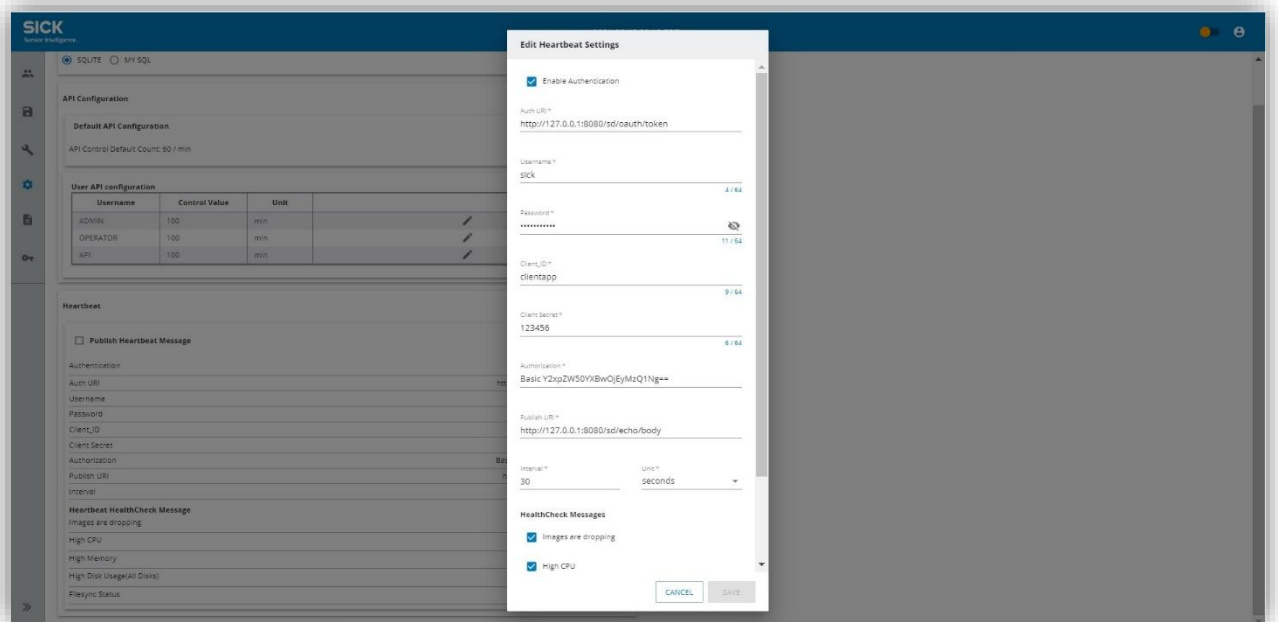 SICK
Sensor Intelligence.
SQLITE MY SQL
API Configuration
Default API Configuration
API Control Default Count: 60 / min
User API configuration
Username Control Value Unit
ADMIN 100 min
OPERATOR 100 min
API 100 min
Heartbeat
Publish Heartbeat Message
Authentication
Auth URI
Username
Password
Client_ID
Client Secret
Authorization
Publish URI
Interval
Heartbeat HealthCheck Message
Images are dropping
High CPU
High Memory
High Disk Usage(All Disks)
Filesync Status
Edit Heartbeat Settings
Enable Authentication
Auth URI *
http://127.0.0.1:8080/sd/oauth/token
Username *
sick
4 / 64
Password *
•••••••••••
11 / 64
Client_ID *
clientapp
9 / 64
Client Secret *
123456
6 / 64
Authorization *
Basic Y2xpZW50YXBwOjEyMzQ1Ng==
Publish URI *
http://127.0.0.1:8080/sd/echo/body
Interval * Unit *
30 seconds
HealthCheck Messages
Images are dropping
High CPU
CANCEL SAVE